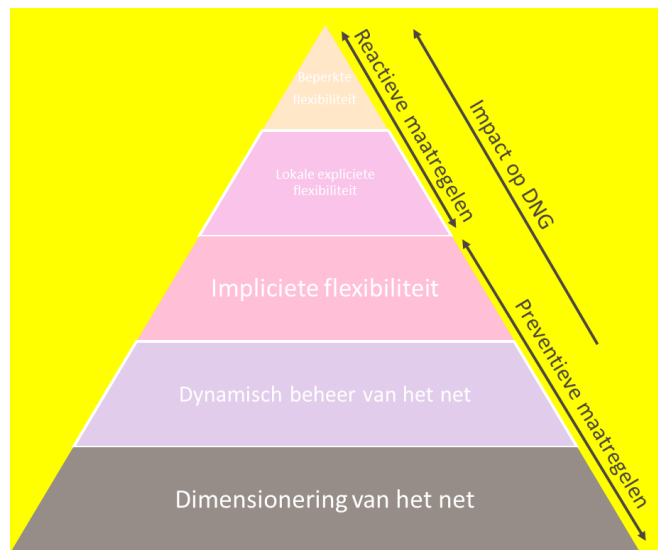 Beperkte
flexibiliteit
Lokale expliciete
flexibiliteit
Impliciete flexibiliteit
Dynamisch beheer van het net
Dimensionering van het net
Reactieve maatregelen
Impact op DNG
Preventieve maatregelen